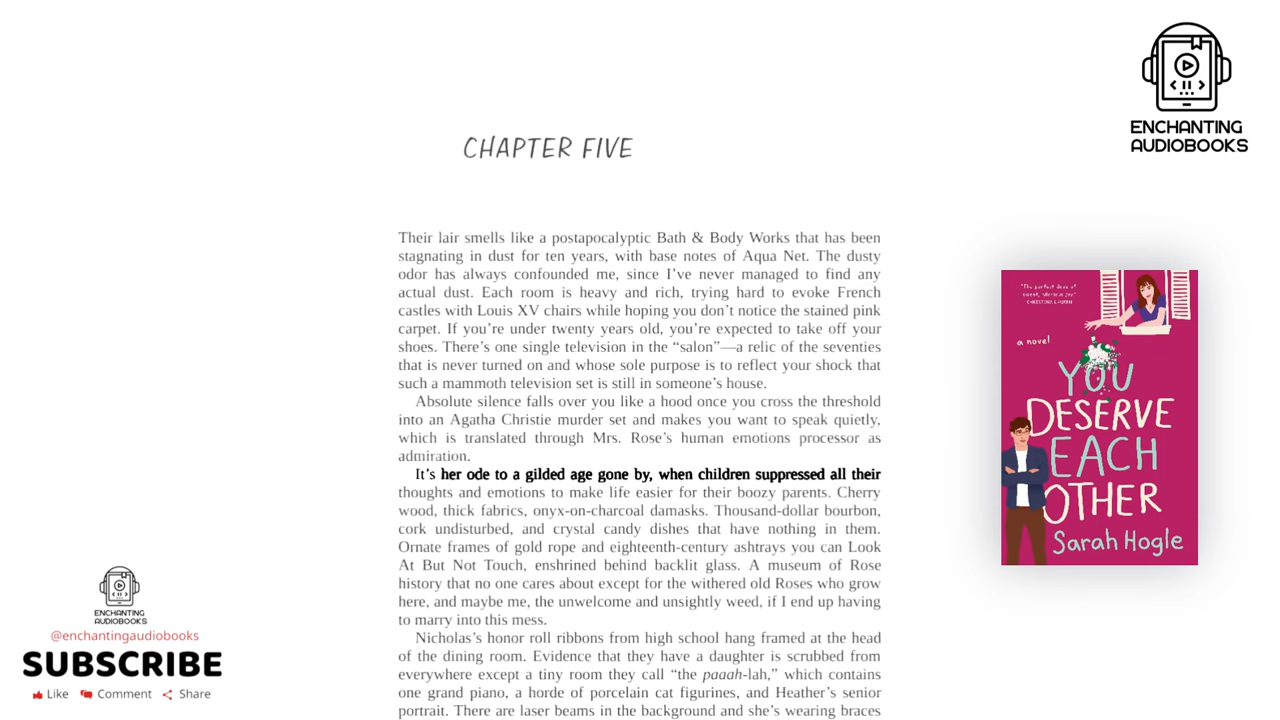 ENCHANTING
AUDIOBOOKS
CHAPTER FIVE
Their lair smells like a postapocalyptic Bath & Body Works that has been
stagnating in dust for ten years, with base notes of Aqua Net. The dusty
odor has always confounded me, since I’ve never managed to find any
actual dust. Each room is heavy and rich, trying hard to evoke French
castles with Louis XV chairs while hoping you don’t notice the stained pink
carpet. If you’re under twenty years old, you’re expected to take off your
shoes. There’s one single television in the “salon”—a relic of the seventies
that is never turned on and whose sole purpose is to reflect your shock that
such a mammoth television set is still in someone’s house.
Absolute silence falls over you like a hood once you cross the threshold
into an Agatha Christie murder set and makes you want to speak quietly,
which is translated through Mrs. Rose’s human emotions processor as
admiration.
It’s her ode to a gilded age gone by, when children suppressed all their
thoughts and emotions to make life easier for their boozy parents. Cherry
wood, thick fabrics, onyx-on-charcoal damasks. Thousand-dollar bourbon,
cork undisturbed, and crystal candy dishes that have nothing in them.
Ornate frames of gold rope and eighteenth-century ashtrays you can Look
At But Not Touch, enshrined behind backlit glass. A museum of Rose
history that no one cares about except for the withered old Roses who grow
here, and maybe me, the unwelcome and unsightly weed, if I end up having
to marry into this mess.
Nicholas’s honor roll ribbons from high school hang framed at the head
of the dining room. Evidence that they have a daughter is scrubbed from
everywhere except a tiny room they call “the paaah-lah,” which contains
one grand piano, a horde of porcelain cat figurines, and Heather’s senior
portrait. There are laser beams in the background and she’s wearing braces
"The perfect dose of
a novel
YOU
DESERVE
EACH
OTHER
Sarah Hogle
ENCHANTING
AUDIOBOOKS
@enchantingaudiobooks
SUBSCRIBE
Like Comment Share